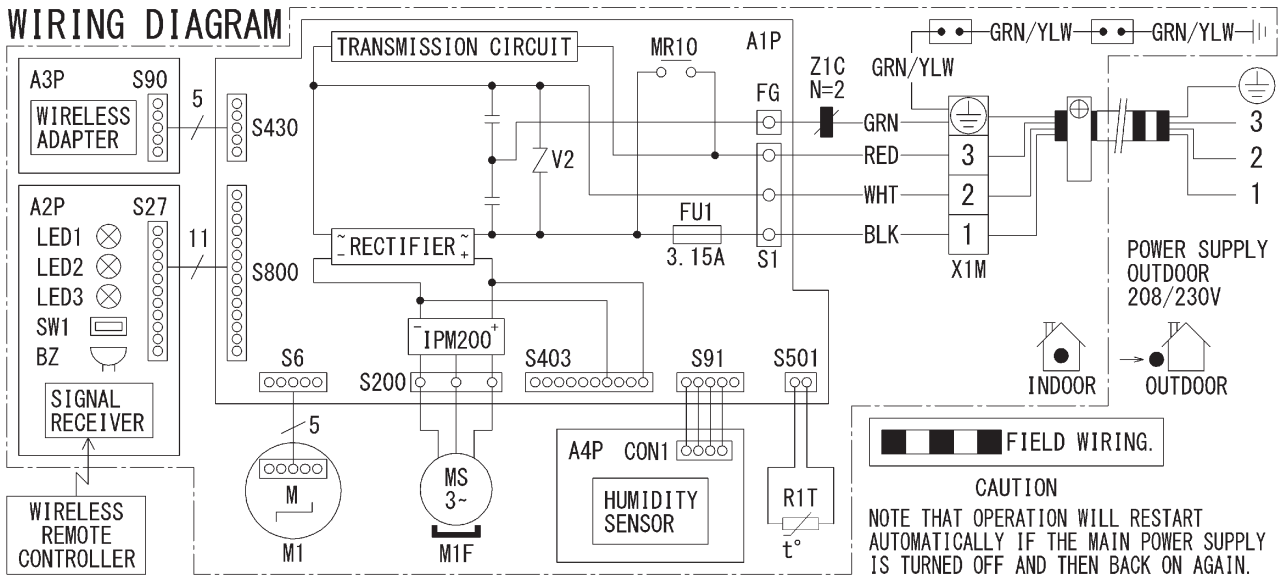 WIRING DIAGRAM
TRANSMISSION CIRCUIT
MR10
A1P
GRN/YLW
GRN/YLW
GRN/YLW
Z1C
N=2
FG
A3P
S90
WIRELESS
ADAPTER
5
S430
GRN
RED
WHT
BLK
3
2
1
X1M
3
2
1
V2
FU1
3.15A
S1
A2P
S27
LED1
LED2
LED3
SW1
BZ
11
S800
~ RECTIFIER ~
- +
- IPM200 +
SIGNAL
RECEIVER
WIRELESS
REMOTE
CONTROLLER
S6
S200
S403
S91
S501
5
M
M1
MS
3~
M1F
A4P
CON1
HUMIDITY
SENSOR
R1T
t°
POWER SUPPLY
OUTDOOR
208/230V
INDOOR
OUTDOOR
FIELD WIRING.
CAUTION
NOTE THAT OPERATION WILL RESTART
AUTOMATICALLY IF THE MAIN POWER SUPPLY
IS TURNED OFF AND THEN BACK ON AGAIN.